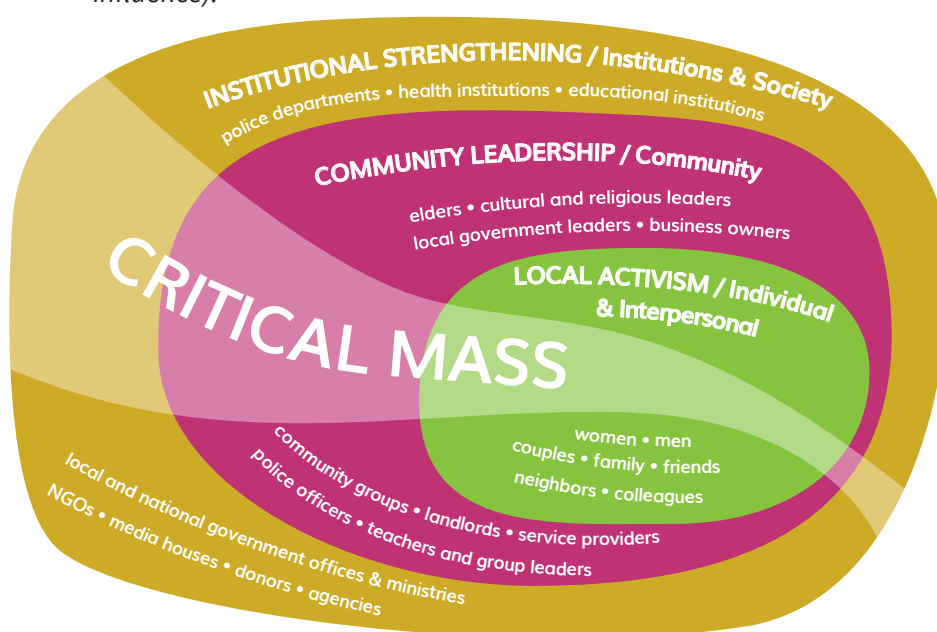 influence).
INSTITUTIONAL STRENGTHENING / Institutions & Society
police departments • health institutions • educational institutions
COMMUNITY LEADERSHIP / Community
elders • cultural and religious leaders
local government leaders • business owners
LOCAL ACTIVISM / Individual
& Interpersonal
CRITICAL MASS
women • men
couples • family • friends
neighbors • colleagues
community groups • landlords • service providers
police officers • teachers and group leaders
local and national government offices & ministries
NGOs • media houses • donors • agencies